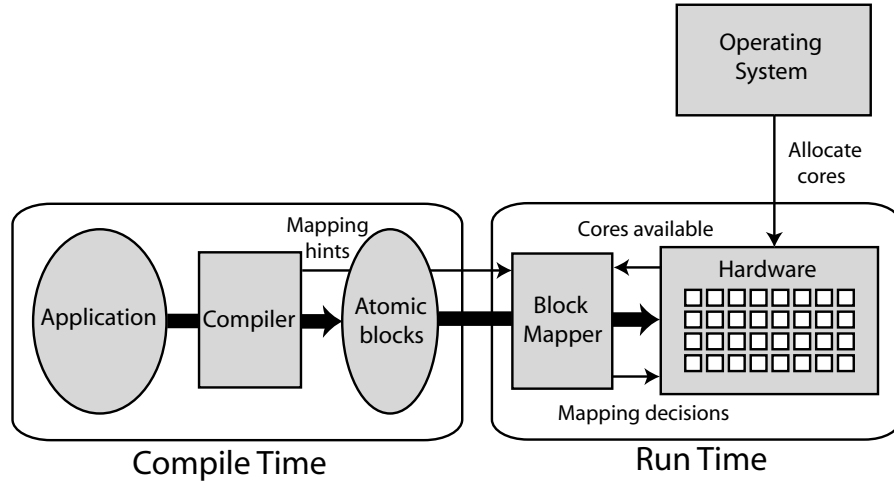 Operating
System
Allocate
cores
Mapping
hints
Cores available
Application
Compiler
Atomic
blocks
Block
Mapper
Hardware
Mapping decisions
Compile Time
Run Time